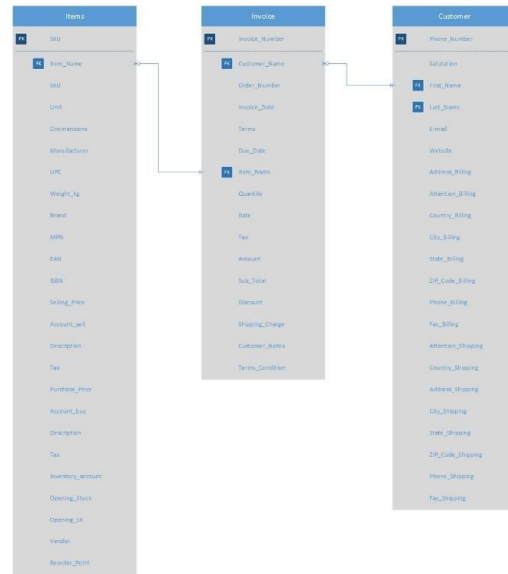 Items
PK SKU
FK Item_Name
SKU
Unit
Dimmensions
Manufacturer
UPC
Weight_kg
Brand
MPN
EAN
ISBN
Selling_Price
Account_sell
Description
Tax
Purchase_Price
Account_buy
Description
Tax
Inventory_account
Opening_Stock
Opening_SR
Vendor
Reorder_Point
Invoice
PK Invoice_Number
FK Customer_Name
Order_Number
Invoice_Date
Terms
Due_Date
FK Item_Name
Quantity
Rate
Tax
Amount
Sub_Total
Discount
Shipping_Charge
Customer_Notes
Terms_Condition
Customer
PK Phone_Number
Salutation
FK First_Name
FK Last_Name
E-mail
Website
Address_Billing
Attention_Billing
Country_Billing
City_Billing
State_Billing
ZIP_Code_Billing
Phone_Billing
Fax_Billing
Attention_Shipping
Country_Shipping
Address_Shipping
City_Shipping
State_Shipping
ZIP_Code_Shipping
Phone_Shipping
Fax_Shipping